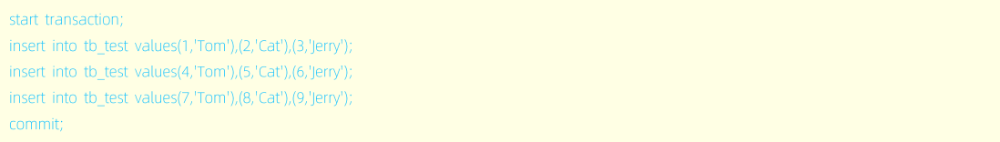 start transaction;
insert into tb_test values(1,'Tom'),(2,'Cat'),(3,'Jerry');
insert into tb_test values(4,'Tom'),(5,'Cat'),(6,'Jerry');
insert into tb_test values(7,'Tom'),(8,'Cat'),(9,'Jerry');
commit;